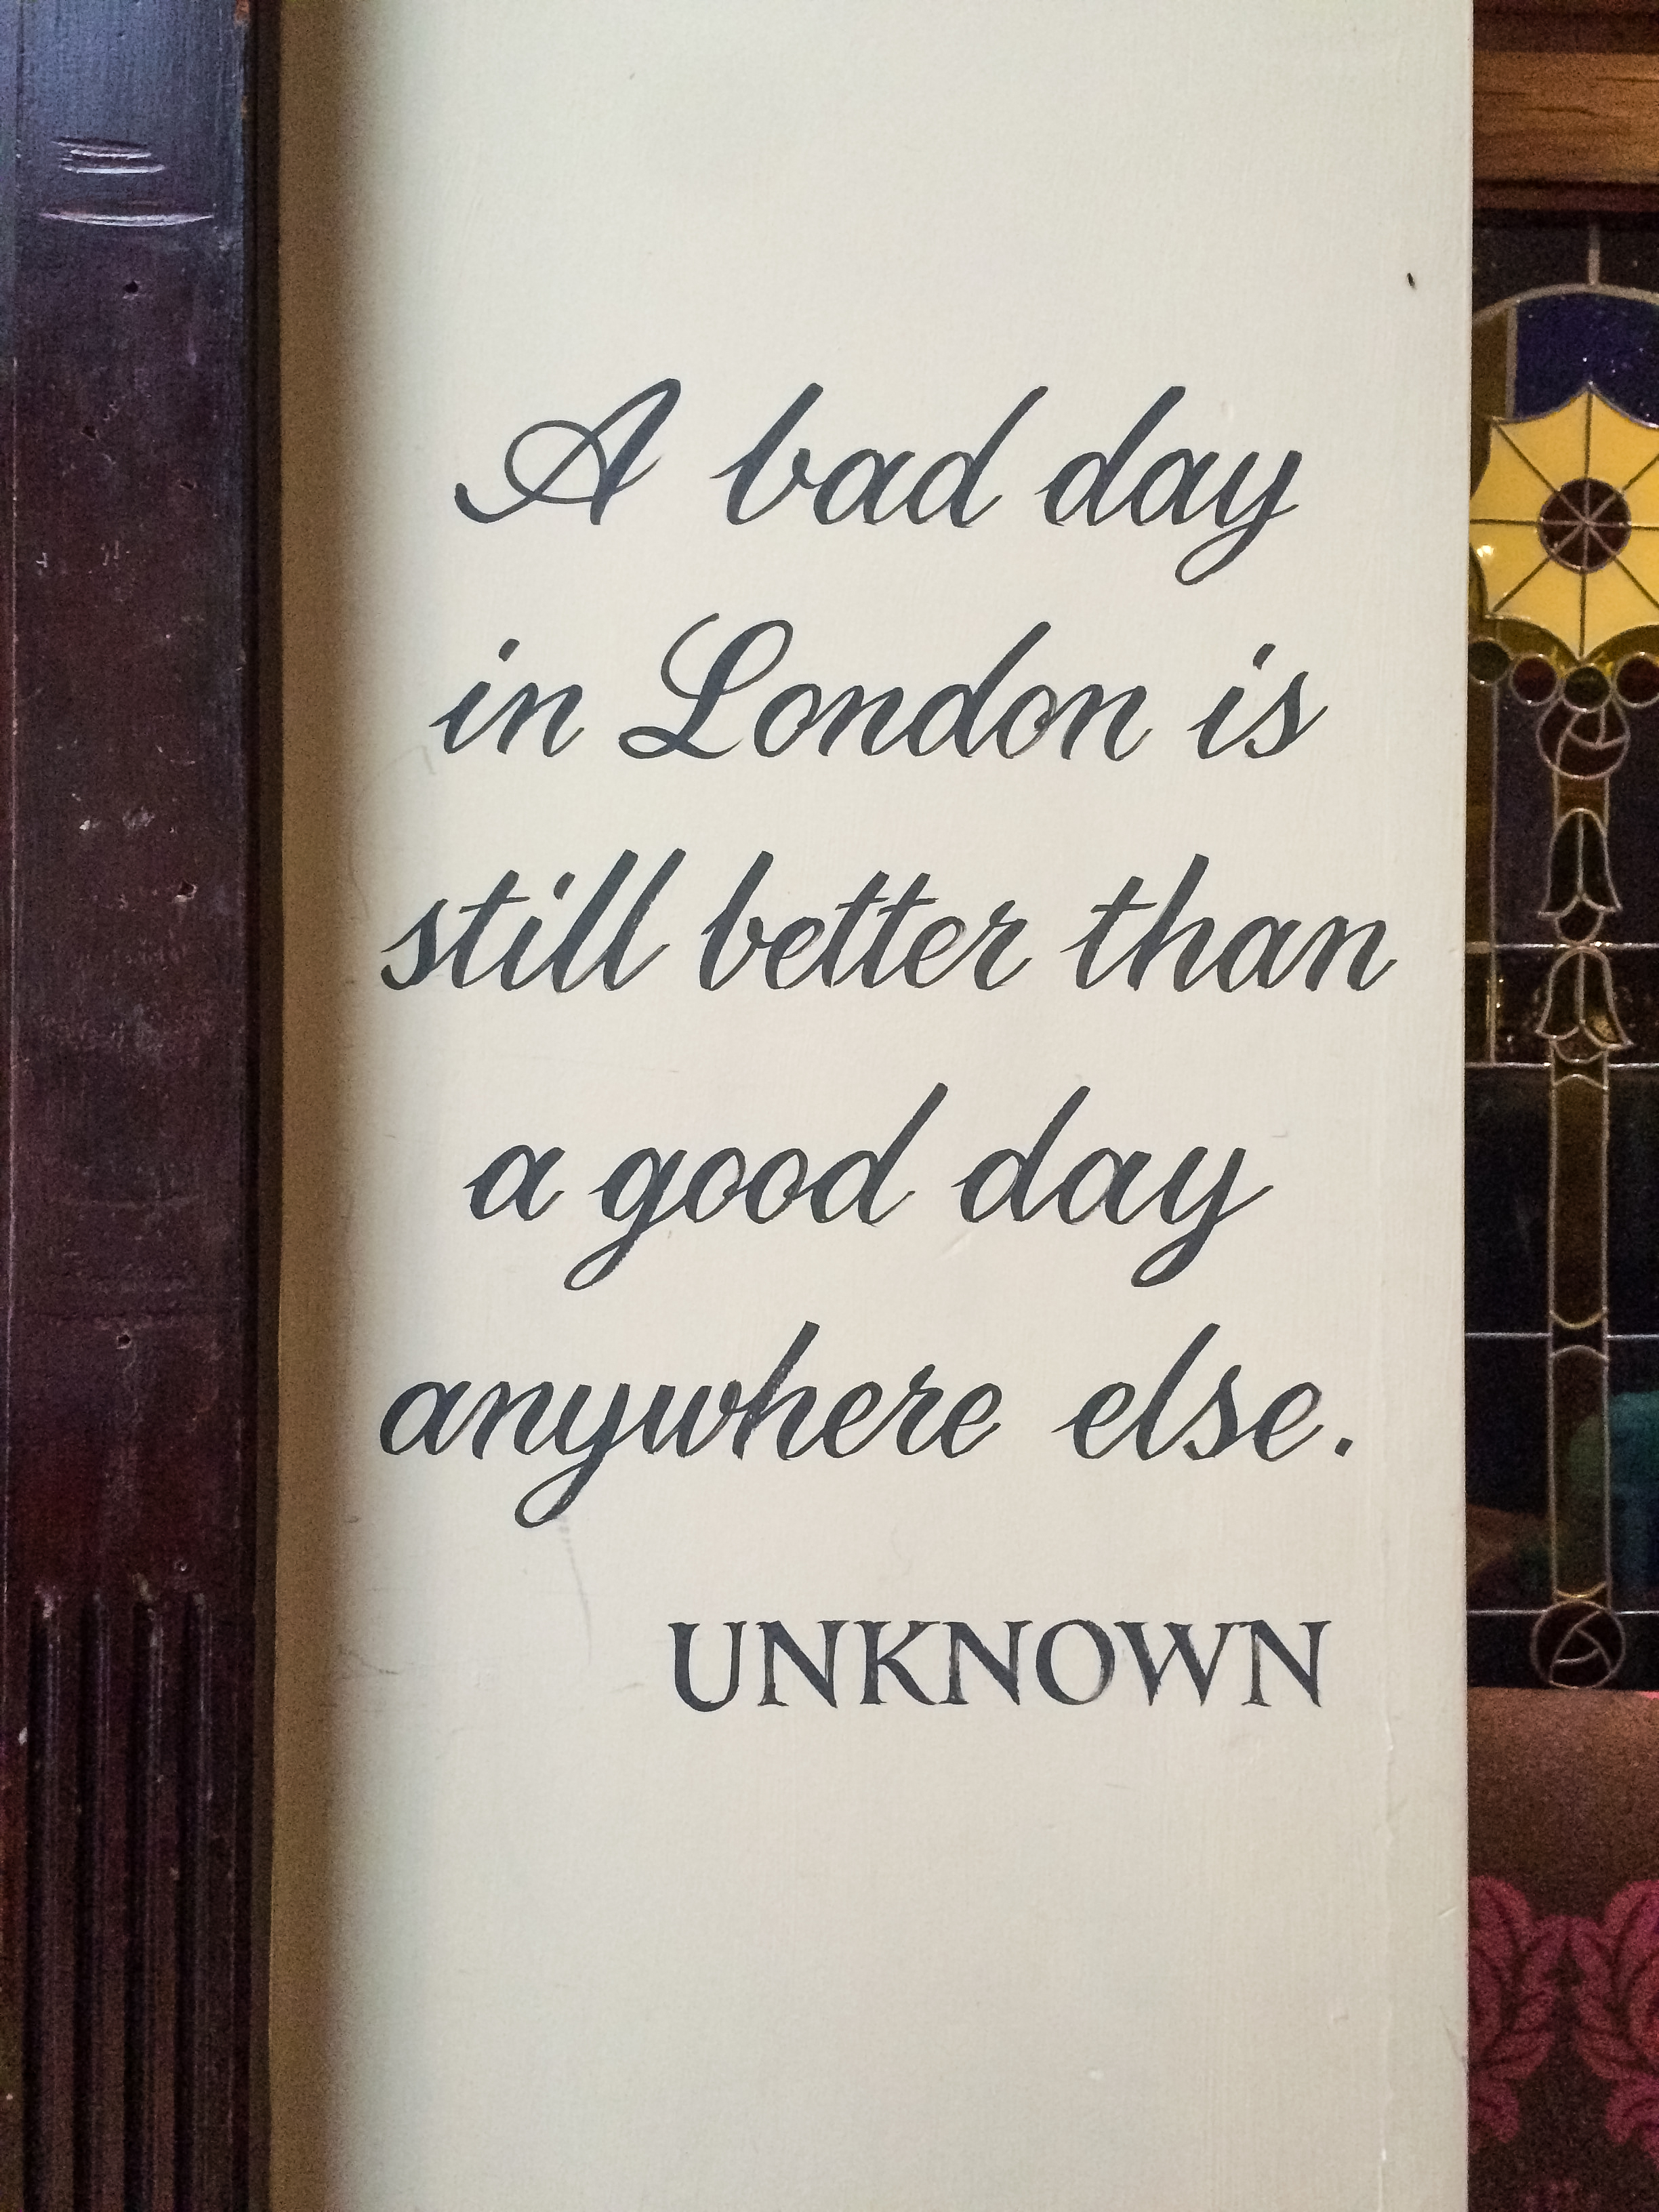 A bad day
in London is
still better than
a good day
anywhere else.
UNKNOWN